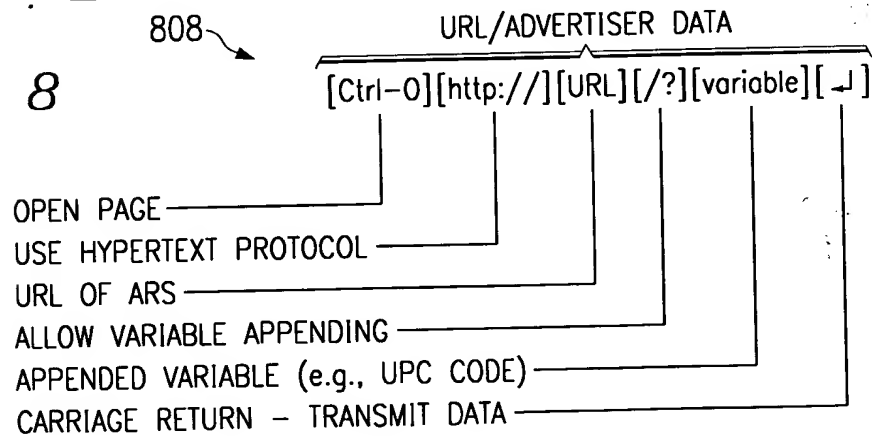 808
URL/ADVERTISER DATA
8
[Ctrl-O][http://][URL][/?][variable][↵]
OPEN PAGE
USE HYPERTEXT PROTOCOL
URL OF ARS
ALLOW VARIABLE APPENDING
APPENDED VARIABLE (e.g., UPC CODE)
CARRIAGE RETURN – TRANSMIT DATA